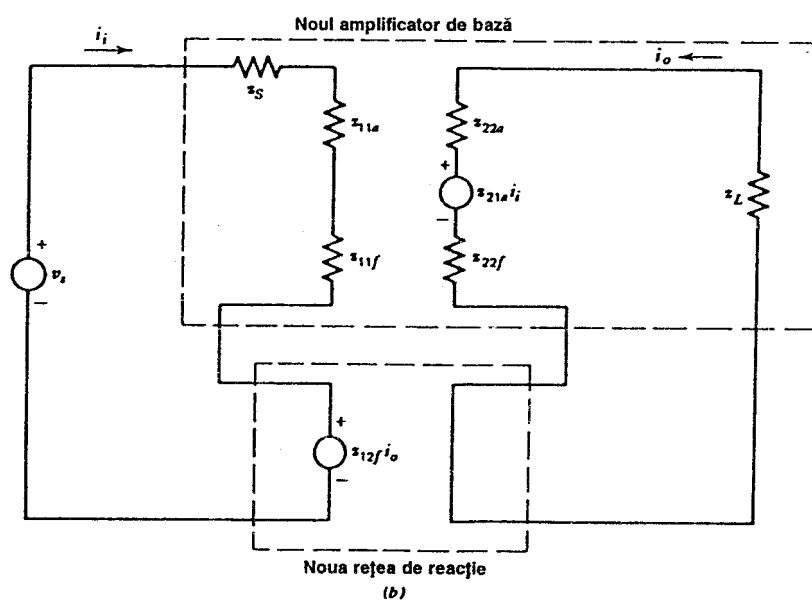 Noul amplificator de bază
i_i
i_o
z_S
z_11a
z_22a
+
z_21a i_i
−
z_L
z_11f
z_22f
+
v_s
−
+
z_12f i_o
−
Noua rețea de reacție
(b)